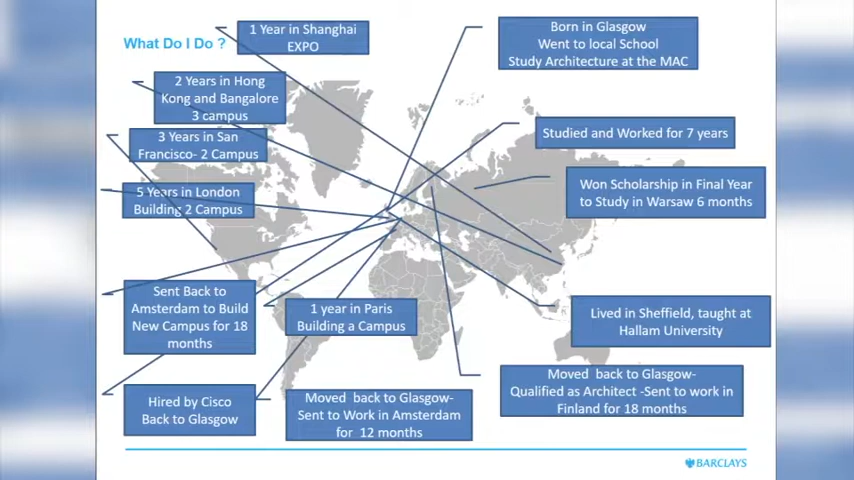 What Do I Do ?
1 Year in Shanghai
EXPO
2 Years in Hong
Kong and Bangalore
3 campus
3 Years in San
Francisco- 2 Campus
5 Years in London
Building 2 Campus
Sent Back to
Amsterdam to Build
New Campus for 18
months
Hired by Cisco
Back to Glasgow
1 year in Paris
Building a Campus
Moved back to Glasgow-
Sent to Work in Amsterdam
for 12 months
Born in Glasgow
Went to local School
Study Architecture at the MAC
Studied and Worked for 7 years
Won Scholarship in Final Year
to Study in Warsaw 6 months
Lived in Sheffield, taught at
Hallam University
Moved back to Glasgow-
Qualified as Architect -Sent to work in
Finland for 18 months
BARCLAYS